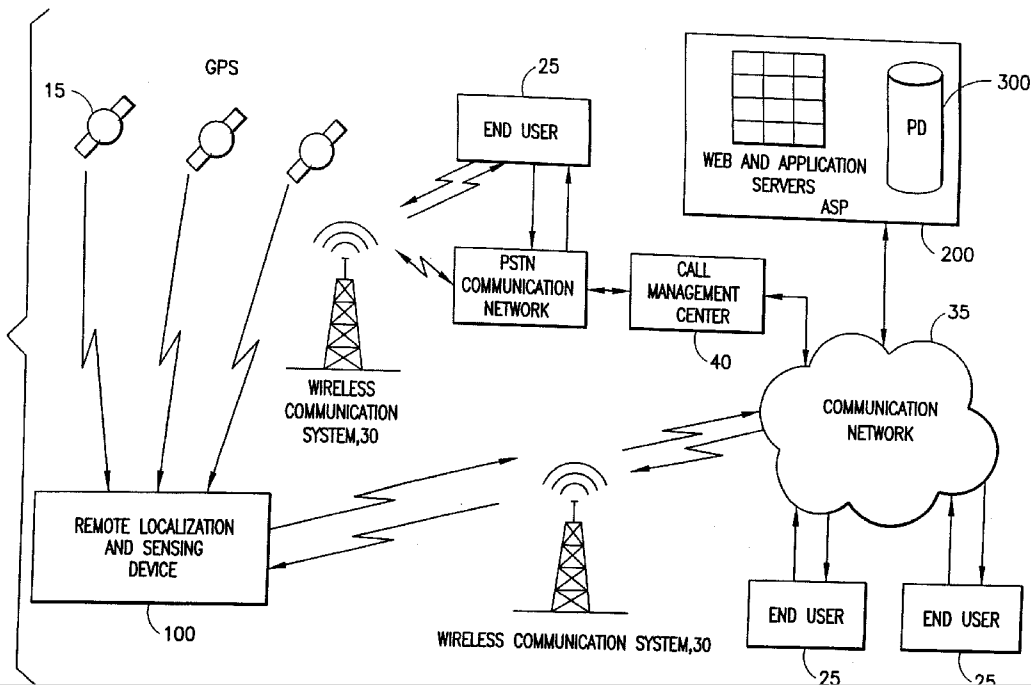 GPS
15
25
END USER
300
PD
WEB AND APPLICATION
SERVERS
ASP
200
PSTN
COMMUNICATION
NETWORK
CALL
MANAGEMENT
CENTER
40
35
WIRELESS
COMMUNICATION
SYSTEM,30
COMMUNICATION
NETWORK
REMOTE LOCALIZATION
AND SENSING
DEVICE
100
WIRELESS COMMUNICATION SYSTEM,30
END USER
25
END USER
25